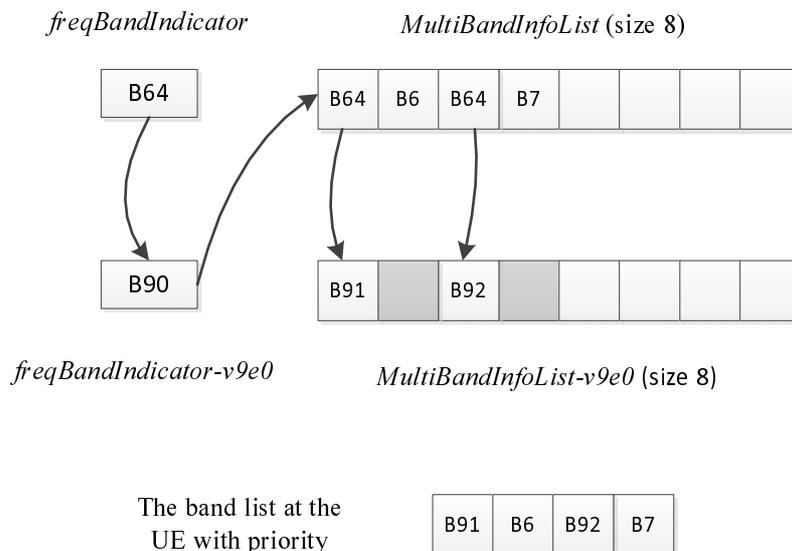 freqBandIndicator
MultiBandInfoList (size 8)
B64
B64 B6 B64 B7
B90
B91 B92
freqBandIndicator-v9e0
MultiBandInfoList-v9e0 (size 8)
The band list at the
UE with priority
B91 B6 B92 B7